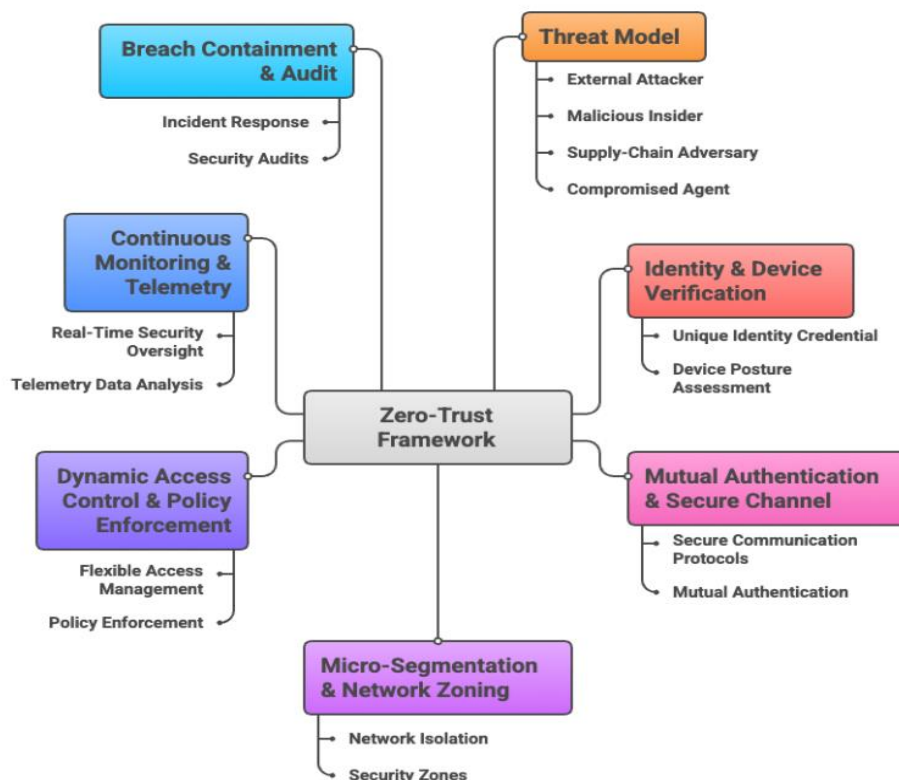 Breach Containment
& Audit
Incident Response
Security Audits
Threat Model
External Attacker
Malicious Insider
Supply-Chain Adversary
Compromised Agent
Continuous
Monitoring &
Telemetry
Real-Time Security
Oversight
Telemetry Data Analysis
Identity & Device
Verification
Unique Identity Credential
Device Posture
Assessment
Zero-Trust
Framework
Dynamic Access
Control & Policy
Enforcement
Flexible Access
Management
Policy Enforcement
Mutual Authentication
& Secure Channel
Secure Communication
Protocols
Mutual Authentication
Micro-Segmentation
& Network Zoning
Network Isolation
Security Zones